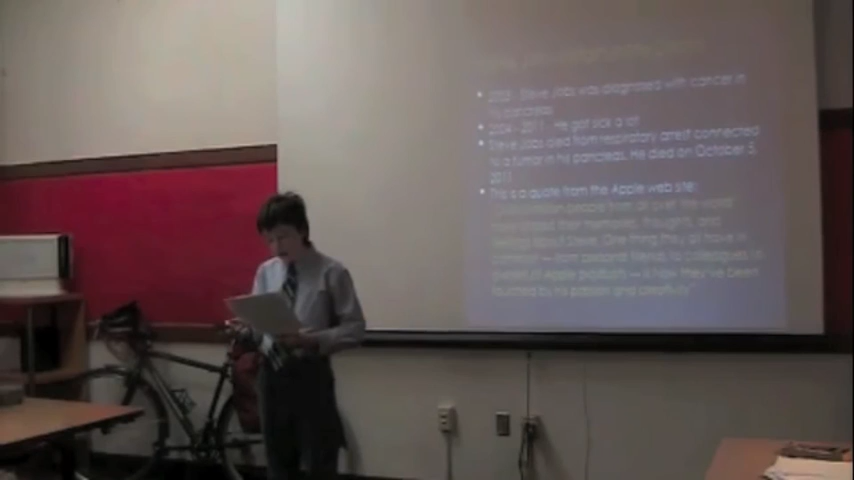 2003 - Steve Jobs was diagnosed with cancer in
his pancreas
2004 - 2011 - He got sick a lot
Steve Jobs died from respiratory arrest connected
to a tumor in his pancreas. He died on October 5,
2011
This is a quote from the Apple web site:
people from all over the world
their memories, thoughts, and
feelings about Steve. One thing they all have in
common — from personal friends to colleagues to
owners of Apple products — is how they've been
touched by his passion and creativity"